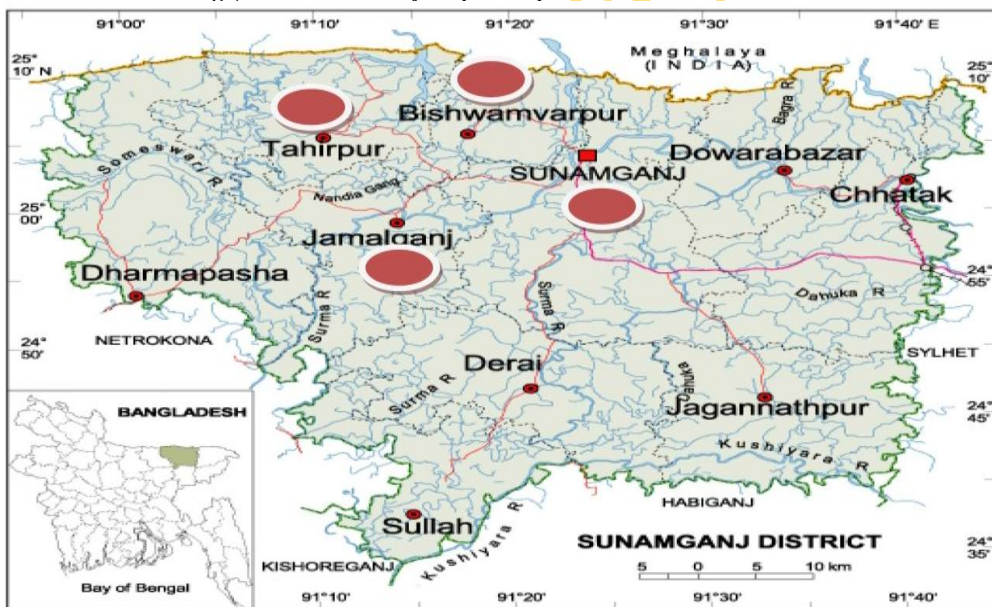 91°00'
91°10'
91°20'
91°30'
91°40' E
25°
10' N
Meghalaya
(INDIA)
25°
10'
Bagra R
Bishwamvarpur
Tahirpur
Someswari R
SUNAMGANJ
Dowarabazar
Chhatak
Nandia Gang
25°
00'
25°
00'
Jamalganj
Dharmapasha
Surma R
Surma R
24°
55'
Dahuka R
NETROKONA
24°
50'
SYLHET
Derai
Surma R
Dahuka
Jagannathpur
24°
45'
BANGLADESH
Kushiyara R
HABIGANJ
Sullah
Kushiyara R
SUNAMGANJ DISTRICT
24°
35'
KISHOREGANJ
Bay of Bengal
5 0 5 10 km
91°10'
91°20'
91°30'
91°40'